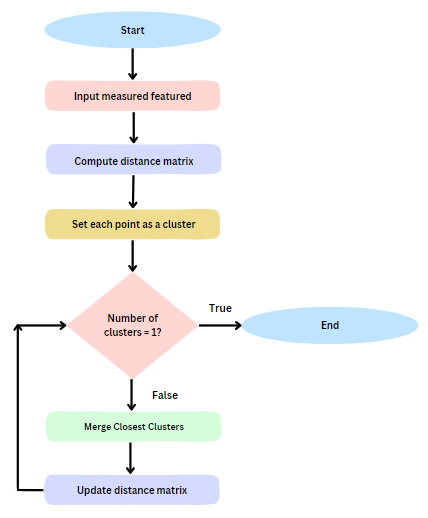 Start
Input measured featured
Compute distance matrix
Set each point as a cluster
Number of
clusters = 1?
True
End
False
Merge Closest Clusters
Update distance matrix